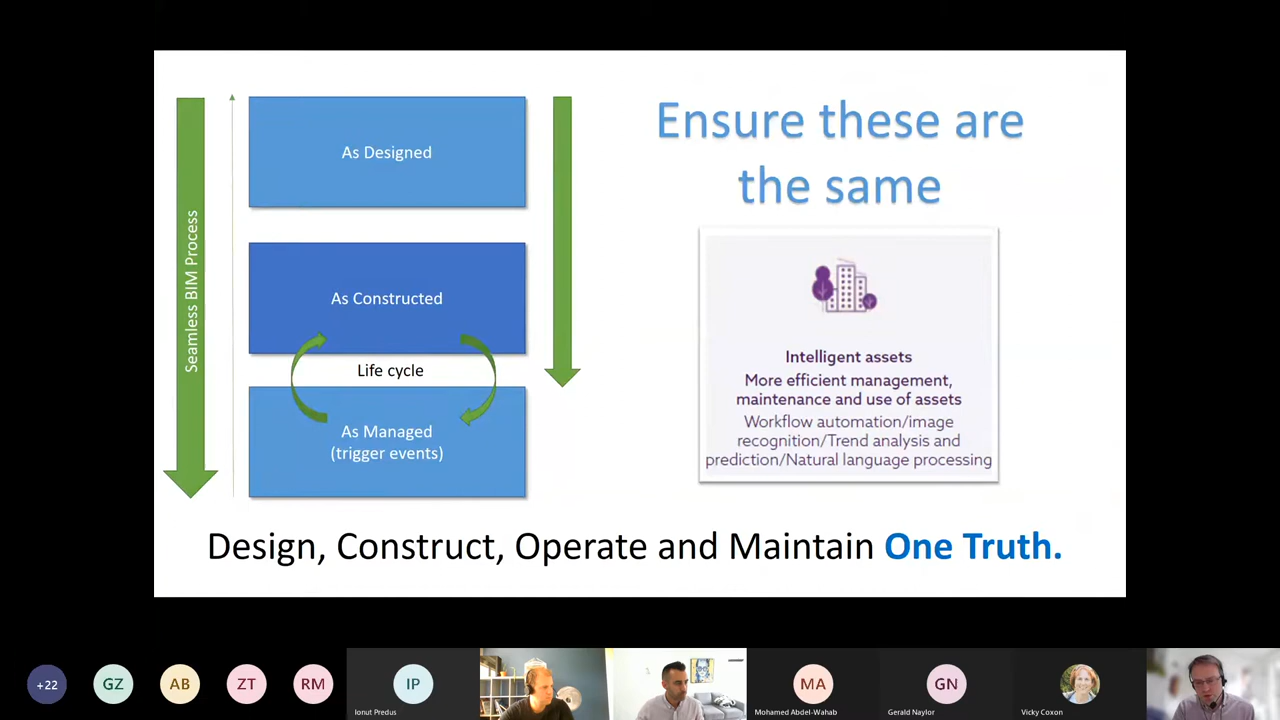 Seamless BIM Process
As Designed
As Constructed
Life cycle
As Managed
(trigger events)
Ensure these are
the same
Intelligent assets
More efficient management,
maintenance and use of assets
Workflow automation/image
recognition/Trend analysis and
prediction/Natural language processing
Design, Construct, Operate and Maintain One Truth.
+22
GZ
AB
ZT
RM
IP
Ionut Predus
MA
Mohamed Abdel-Wahab
GN
Gerald Naylor
Vicky Coxon